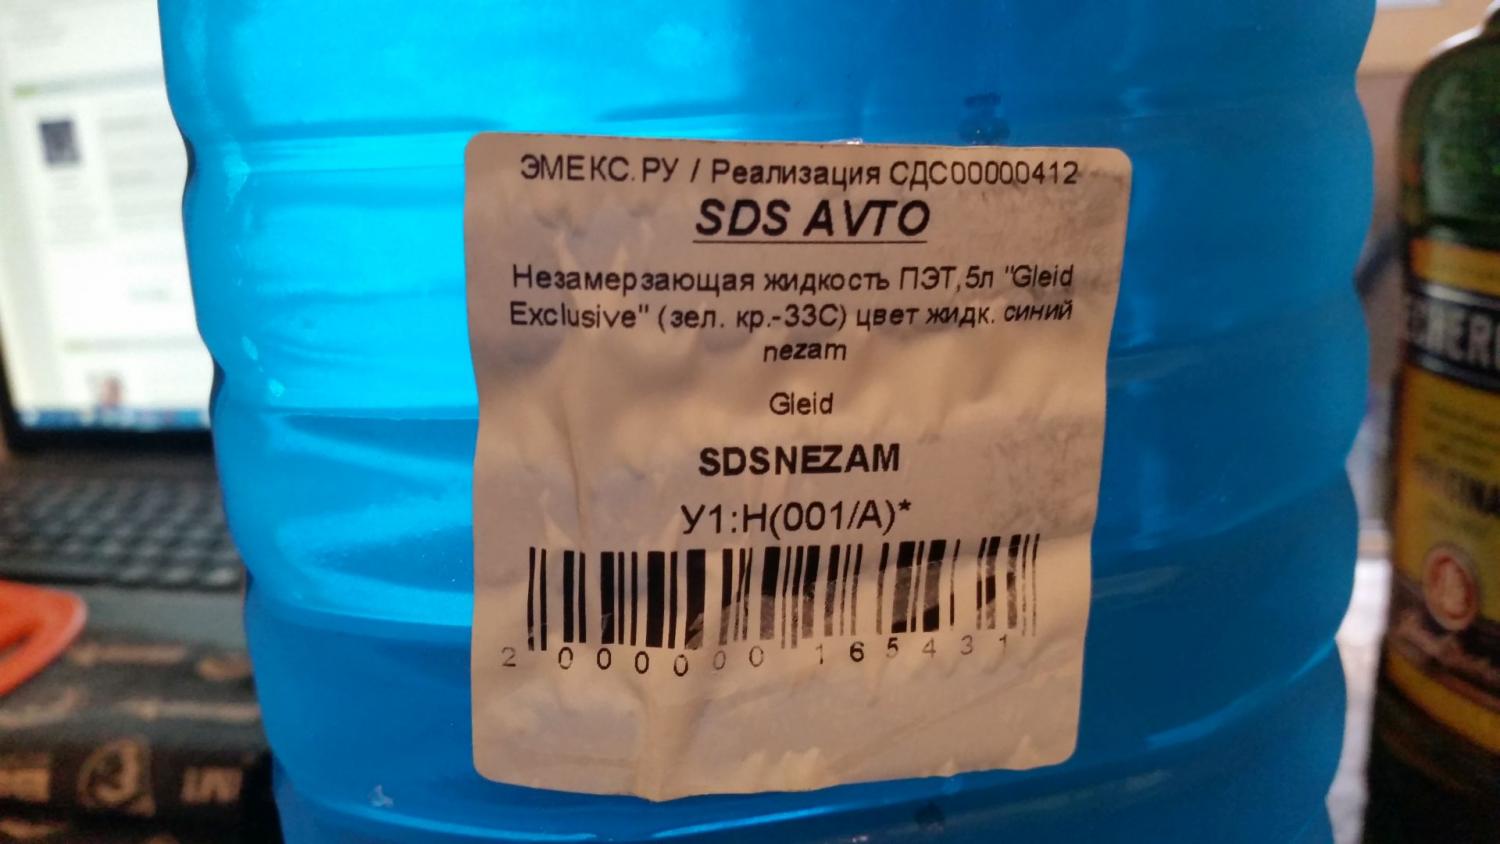 ЭМЕКС.РУ / Реализация СДС00000412
SDS AVTO
Незамерзающая жидкость ПЭТ,5л "Gleid
Exclusive" (зел. кр.-33С) цвет жидк. синий
nezam
Gleid
SDSNEZAM
У1:Н(001/А)*
2 000000 165431